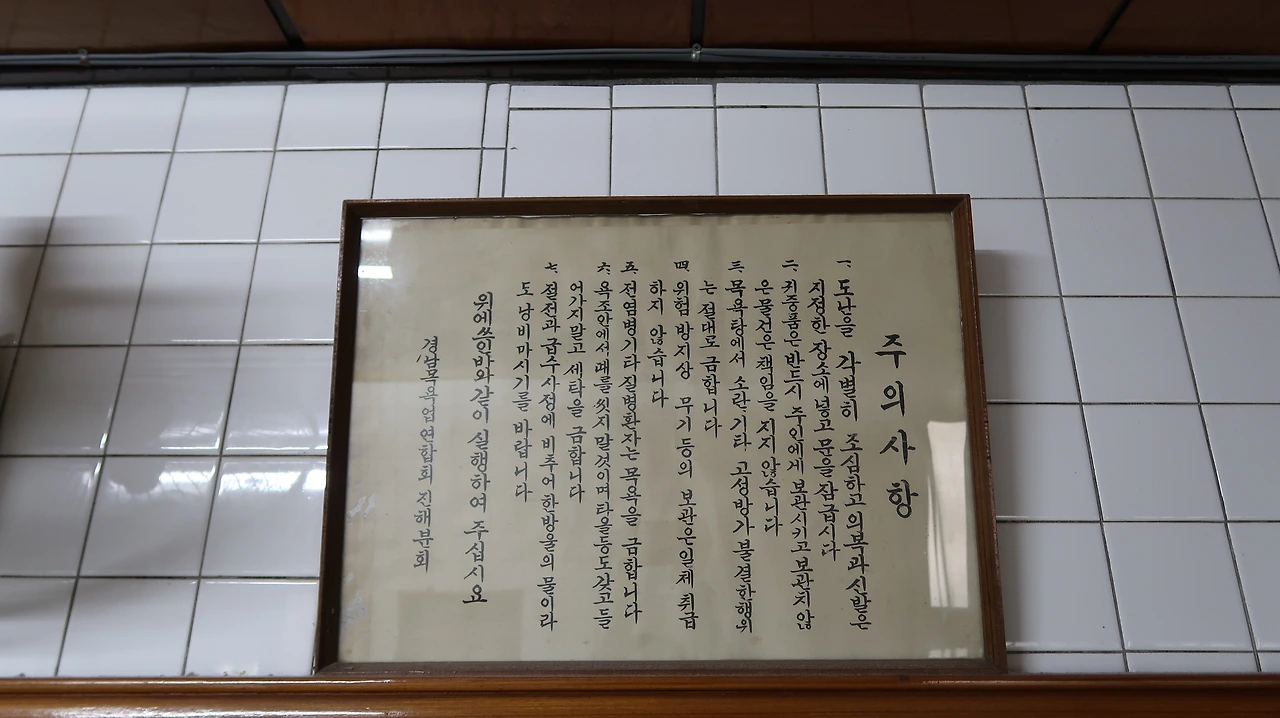 주의사항
一. 도난을 각별히 조심하고 의복과 신발은
지정한 장소에 넣고 문을 잠급시다
二. 귀중품은 반드시 주인에게 보관시키고 보관치 않
은 물건은 책임을 지지 않습니다
三. 목욕탕에서 소란 기타 고성방가 불결한 행위
는 절대로 금합니다
四. 위험 방지상 무기 등의 보관은 일체 취급
하지 않습니다
五. 전염병 기타 질병환자는 목욕을 금합니다
六. 욕조안에서 때를 씻지 말것이며 타올등도 갖고 들
어가지말고 세탁을 금합니다
七. 절전과 급수사정에 비추어 한방울의 물이라
도 낭비마시기를 바랍니다
위에쓰인바와 같이 실행하여 주십시요
경남목욕업연합회 진해분회